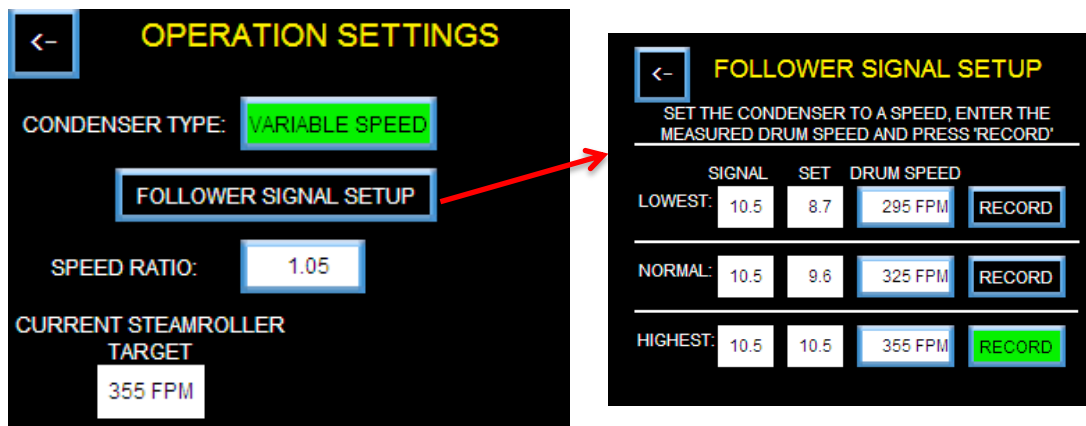 <-
OPERATION SETTINGS
CONDENSER TYPE: VARIABLE SPEED
FOLLOWER SIGNAL SETUP
SPEED RATIO: 1.05
CURRENT STEAMROLLER
TARGET
355 FPM
<-
FOLLOWER SIGNAL SETUP
SET THE CONDENSER TO A SPEED, ENTER THE
MEASURED DRUM SPEED AND PRESS 'RECORD'
SIGNAL SET DRUM SPEED
LOWEST: 10.5 8.7 295 FPM RECORD
NORMAL: 10.5 9.6 325 FPM RECORD
HIGHEST: 10.5 10.5 355 FPM RECORD